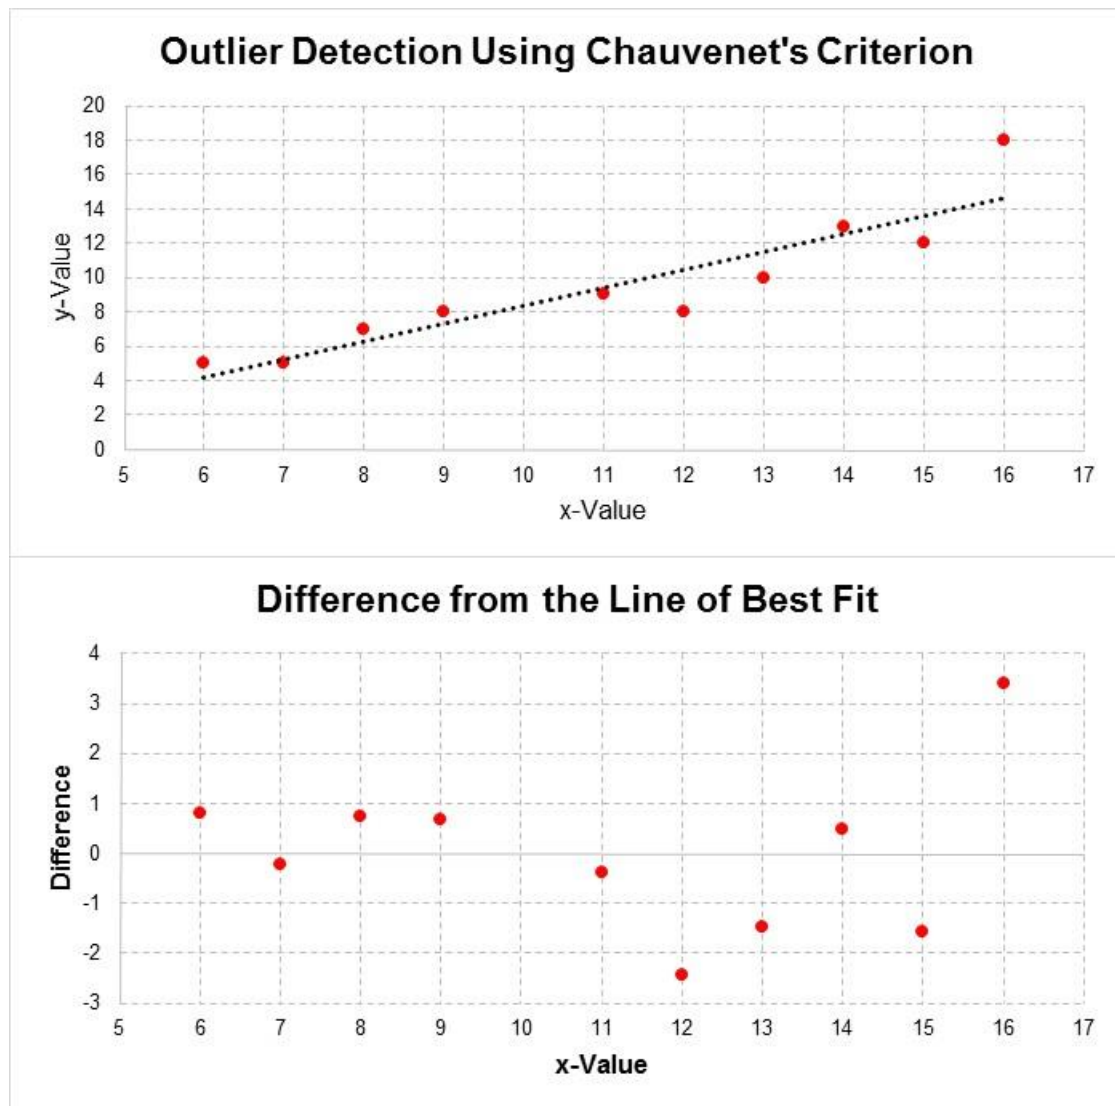 Outlier Detection Using Chauvenet's Criterion
20
18
16
14
12
10
8
6
4
2
0
y-Value
5 6 7 8 9 10 11 12 13 14 15 16 17
x-Value
Difference from the Line of Best Fit
4
3
2
1
0
-1
-2
-3
Difference
5 6 7 8 9 10 11 12 13 14 15 16 17
x-Value